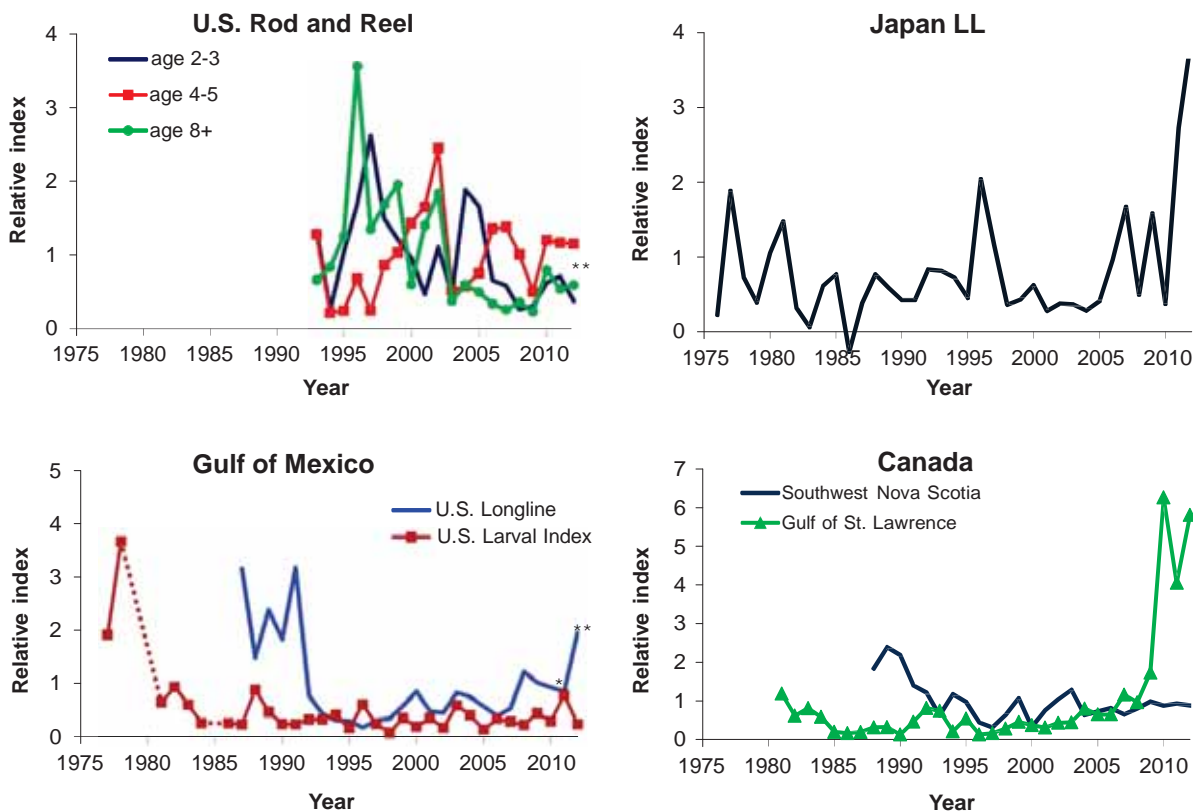 U.S. Rod and Reel
4
3
2
1
0
Relative index
age 2-3
age 4-5
age 8+
**
1975 1980 1985 1990 1995 2000 2005 2010
Year
Japan LL
4
3
2
1
0
Relative index
1975 1980 1985 1990 1995 2000 2005 2010
Year
Gulf of Mexico
5
4
3
2
1
0
Relative index
U.S. Longline
U.S. Larval Index
**
*
1975 1980 1985 1990 1995 2000 2005 2010
Year
Canada
7
6
5
4
3
2
1
0
Relative index
Southwest Nova Scotia
Gulf of St. Lawrence
1975 1980 1985 1990 1995 2000 2005 2010
Year